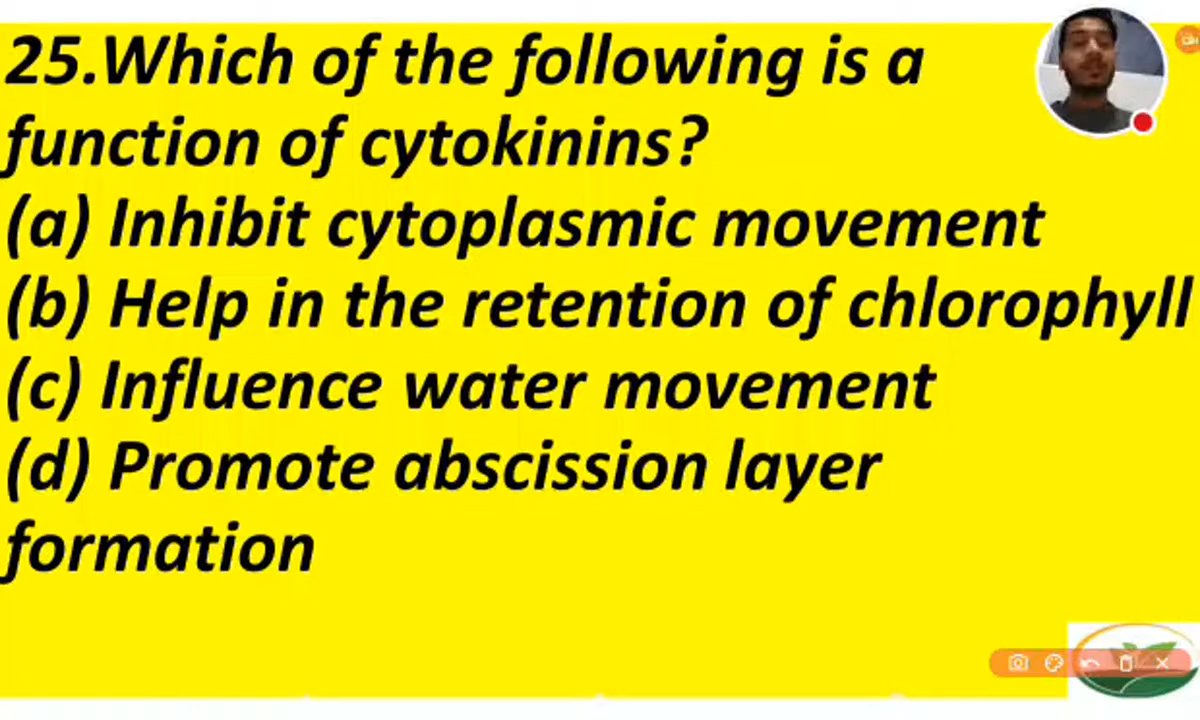 25.Which of the following is a
function of cytokinins?
(a) Inhibit cytoplasmic movement
(b) Help in the retention of chlorophyll
(c) Influence water movement
(d) Promote abscission layer
formation